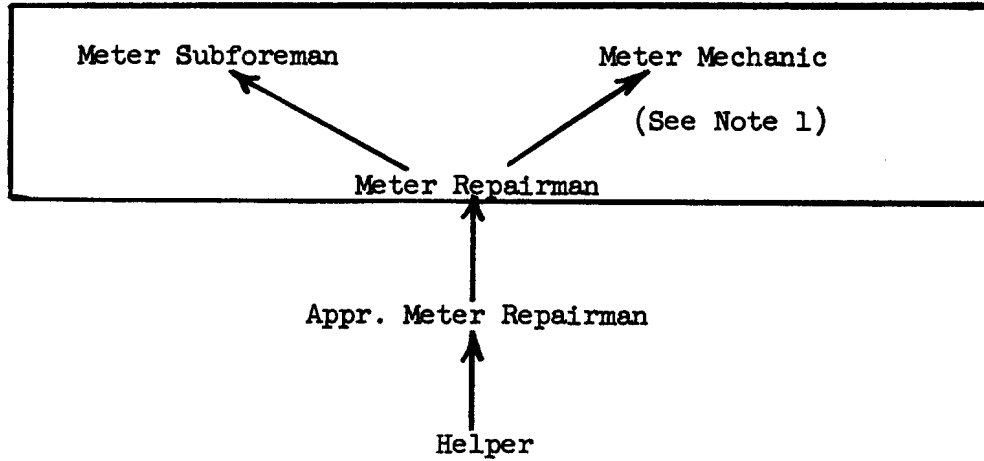 Meter Subforeman Meter Mechanic
(See Note 1)
Meter Repairman
Appr. Meter Repairman
Helper